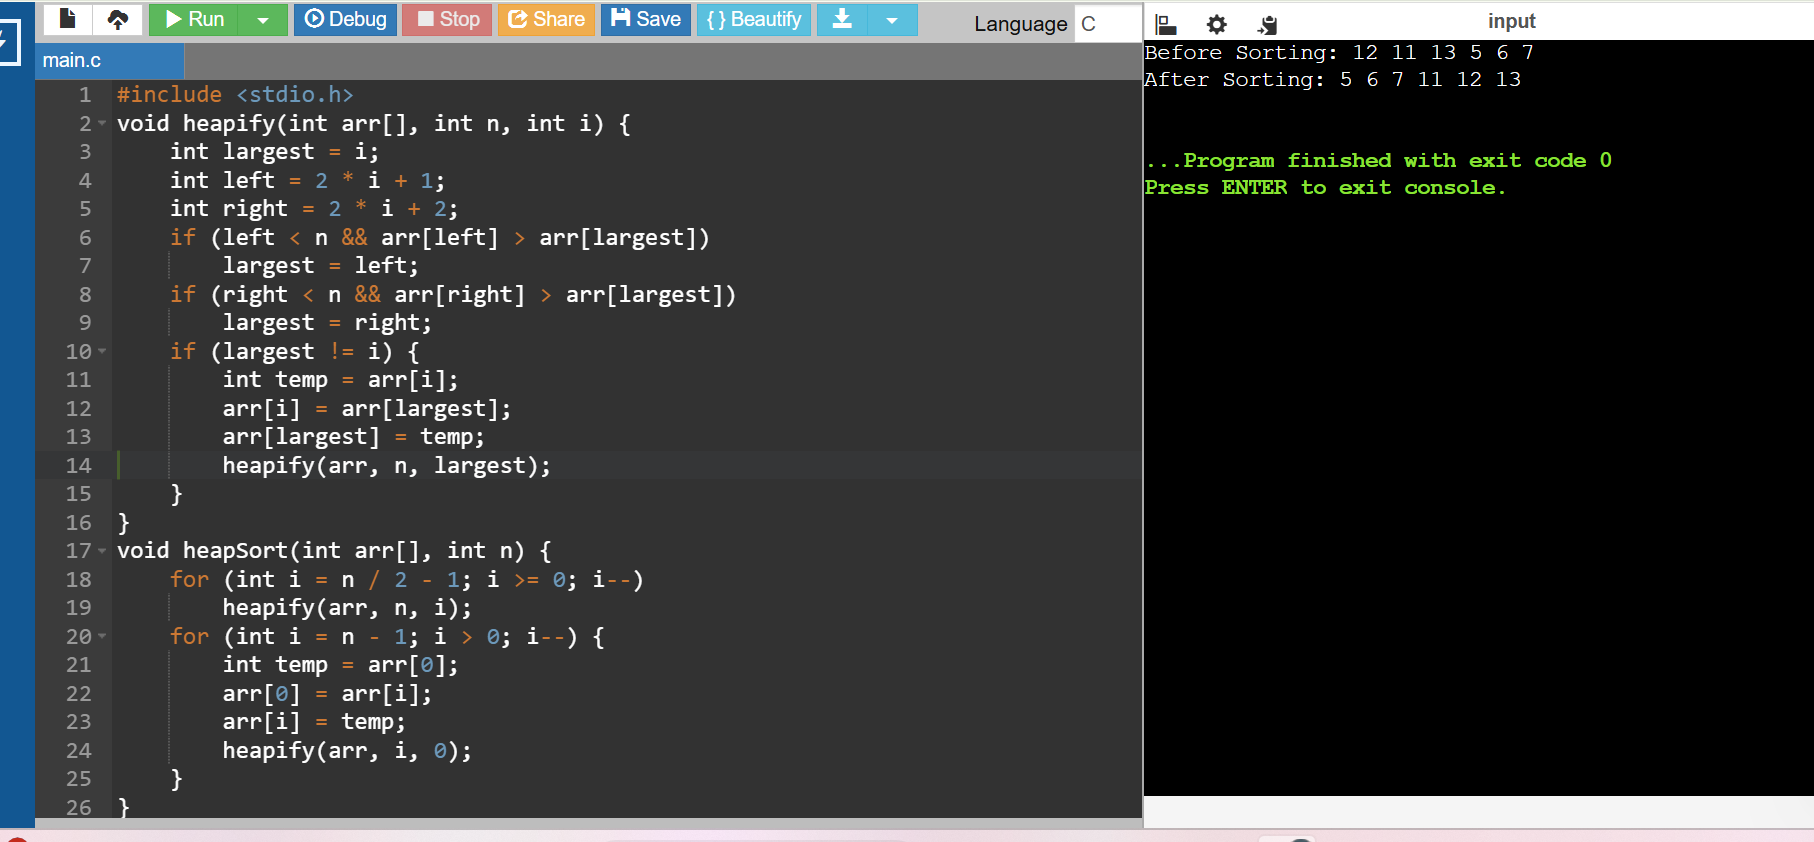 Run Debug Stop Share Save { } Beautify Language C
main.c
1 #include <stdio.h>
2 void heapify(int arr[], int n, int i) {
3     int largest = i;
4     int left = 2 * i + 1;
5     int right = 2 * i + 2;
6     if (left < n && arr[left] > arr[largest])
7         largest = left;
8     if (right < n && arr[right] > arr[largest])
9         largest = right;
10     if (largest != i) {
11         int temp = arr[i];
12         arr[i] = arr[largest];
13         arr[largest] = temp;
14         heapify(arr, n, largest);
15     }
16 }
17 void heapSort(int arr[], int n) {
18     for (int i = n / 2 - 1; i >= 0; i--)
19         heapify(arr, n, i);
20     for (int i = n - 1; i > 0; i--) {
21         int temp = arr[0];
22         arr[0] = arr[i];
23         arr[i] = temp;
24         heapify(arr, i, 0);
25     }
26 }
input
Before Sorting: 12 11 13 5 6 7
After Sorting: 5 6 7 11 12 13
...Program finished with exit code 0
Press ENTER to exit console.